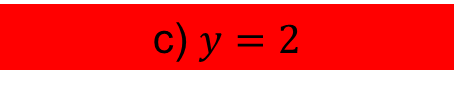 c) y = 2